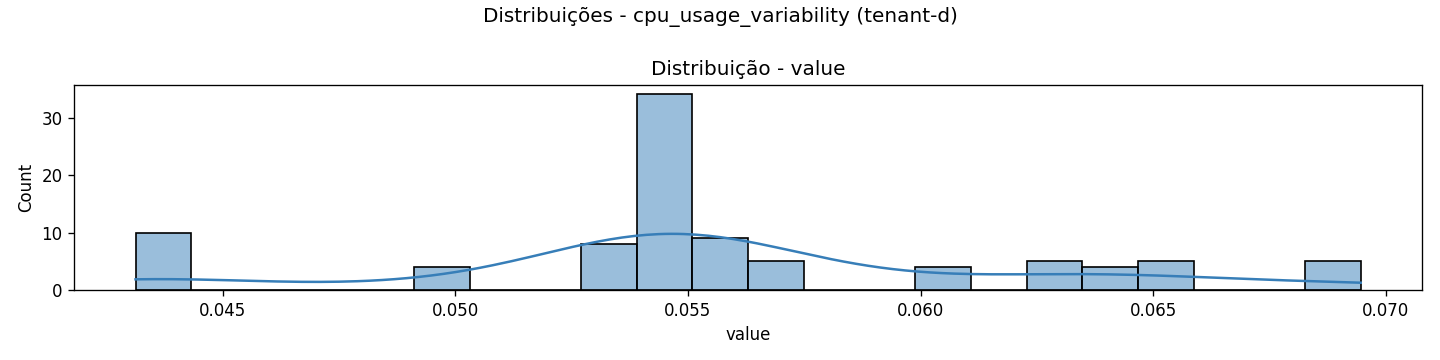 Distribuições - cpu_usage_variability (tenant-d)
Distribuição - value
Count
30
20
10
0
0.045 0.050 0.055 0.060 0.065 0.070
value